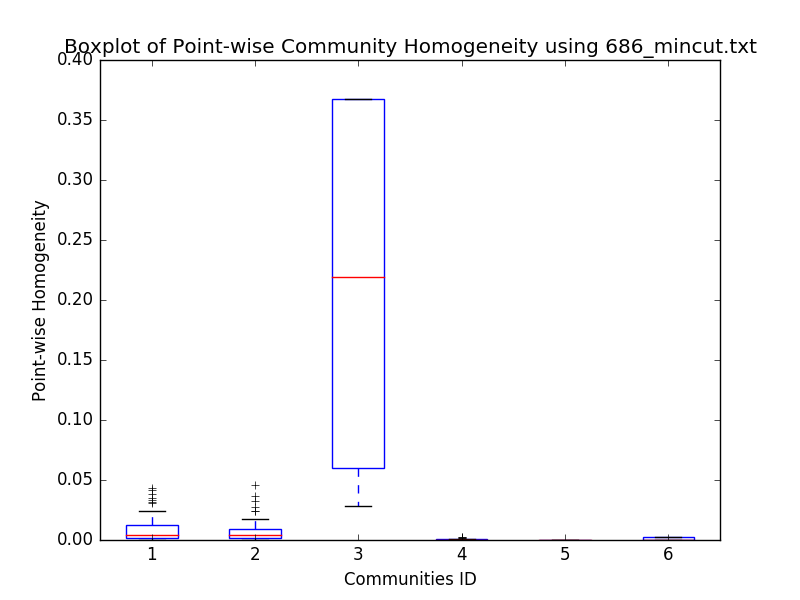 Boxplot of Point-wise Community Homogeneity using 686_mincut.txt
0.40
0.35
0.30
0.25
0.20
0.15
0.10
0.05
0.00
Point-wise Homogeneity
1 2 3 4 5 6
Communities ID